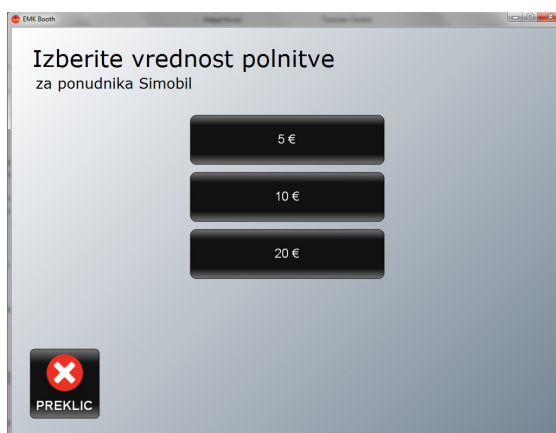 EMK Booth
Izberite vrednost polnitve
za ponudnika Simobil
5 €
10 €
20 €
PREKLIC